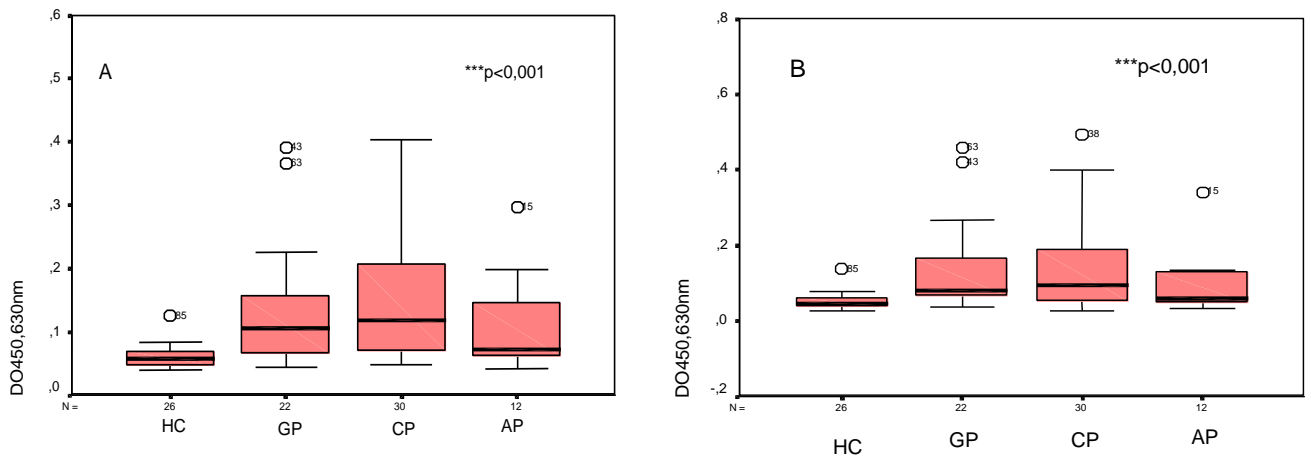 ,6
,5
,4
,3
,2
,1
,0
DO450,630nm
A
***p<0,001
85
43
63
15
N = 26 22 30 12
HC GP CP AP
,8
,6
,4
,2
,0
-,2
DO450,630nm
B
***p<0,001
85
63
43
38
15
N = 26 22 30 12
HC GP CP AP